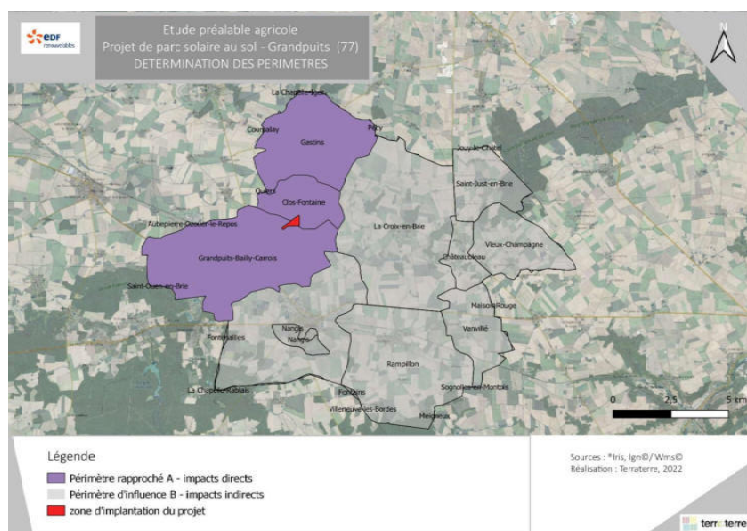 EDF
renouvelables
Etude préalable agricole
Projet de parc solaire au sol - Grandpuits (77)
DETERMINATION DES PERIMETRES
N
La Chapelle-Iger
Courpalay
Pécy
Gastins
Jouy-le-Chatel
Saint-Just-en-Brie
Quiers
Clos-Fontaine
Aubepierre-Ozouer-le-Repos
La Croix-en-Brie
Vieux-Champagne
Châteaubleau
Grandpuits-Bailly-Carrois
Saint-Ouen-en-Brie
Maison-Rouge
Nangis
Vanvillé
Fontenailles
Nangis
Rampillon
La Chapelle-Rablais
Fontains
Sognolles-en-Montois
Villeneuve-les-Bordes
Meigneux
0 2.5 5 km
Légende
Périmètre rapproché A - impacts directs
Périmètre d'influence B - impacts indirects
zone d'implantation du projet
Sources : ®Iris, Ign©/Wms©
Réalisation : Terraterre, 2022
terraterre